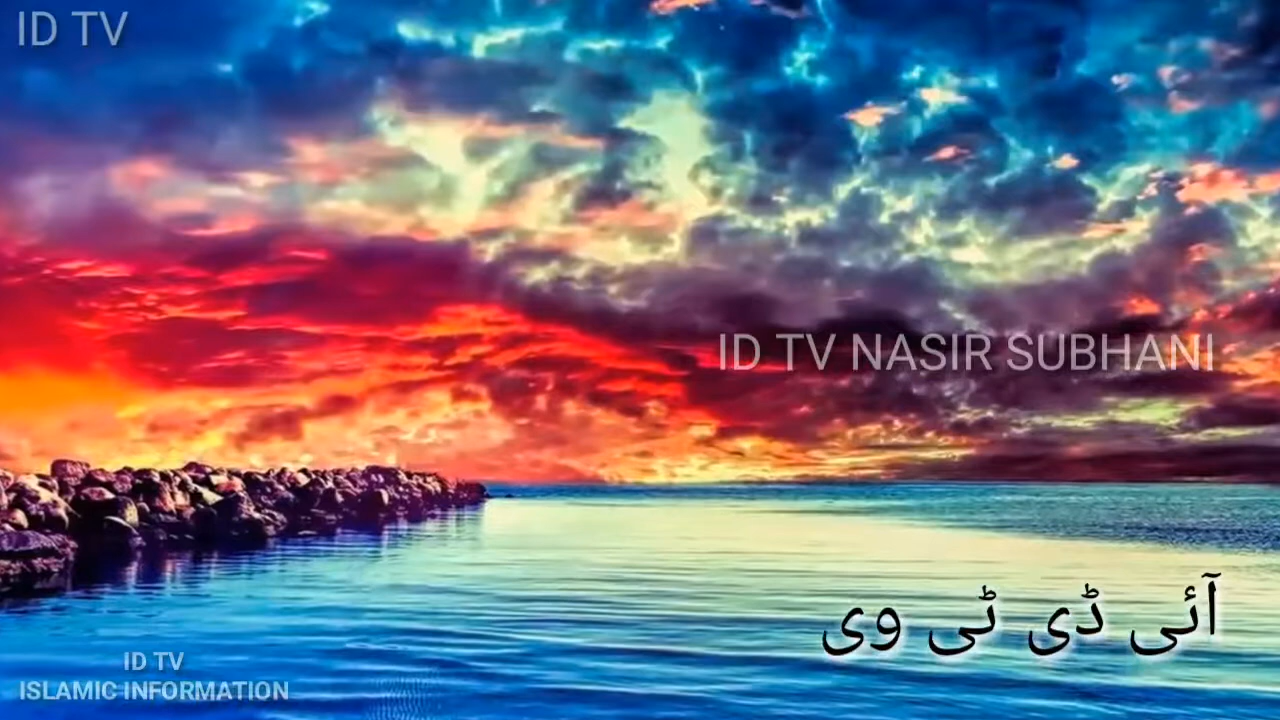 ID TV
ID TV NASIR SUBHANI
آئی ڈی ٹی وی
ID TV
ISLAMIC INFORMATION